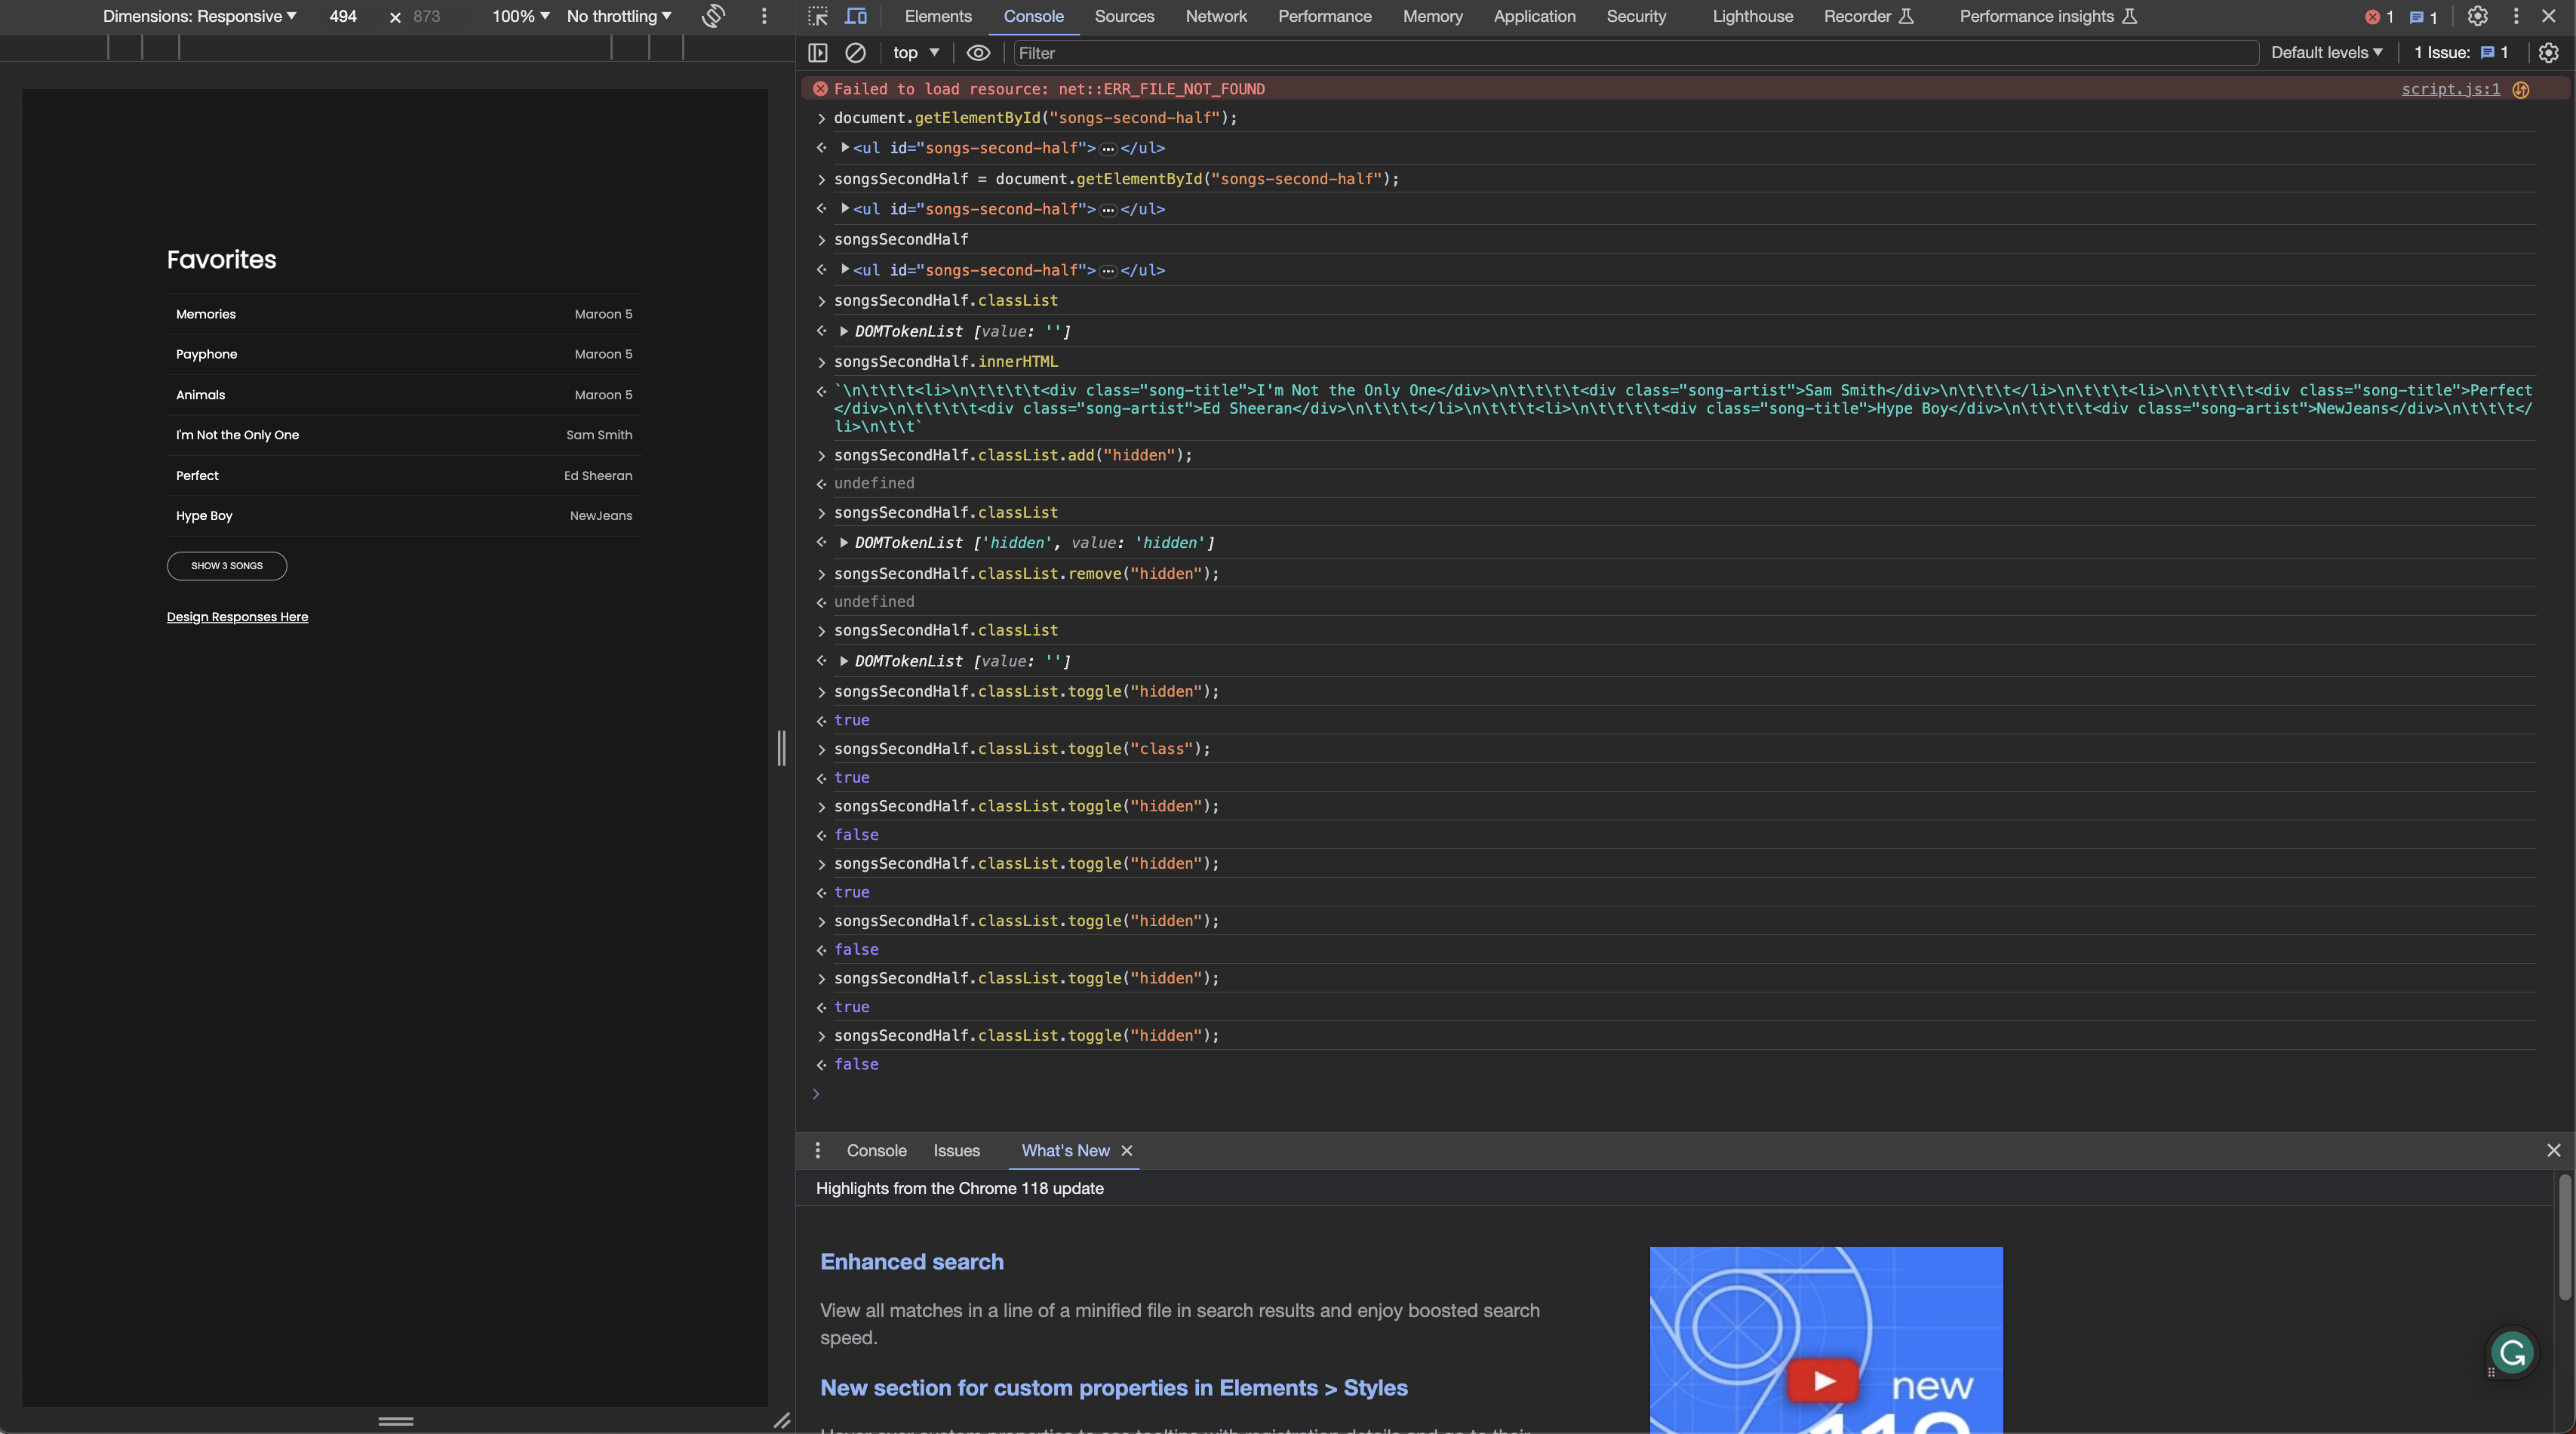 Dimensions: Responsive 494 × 873 100% No throttling
Elements Console Sources Network Performance Memory Application Security Lighthouse Recorder Performance insights 1 1
top Filter Default levels 1 Issue: 1
Favorites
Memories Maroon 5
Payphone Maroon 5
Animals Maroon 5
I'm Not the Only One Sam Smith
Perfect Ed Sheeran
Hype Boy NewJeans
SHOW 3 SONGS
Design Responses Here
Failed to load resource: net::ERR_FILE_NOT_FOUND script.js:1
document.getElementById("songs-second-half");
<ul id="songs-second-half">…</ul>
songsSecondHalf = document.getElementById("songs-second-half");
<ul id="songs-second-half">…</ul>
songsSecondHalf
<ul id="songs-second-half">…</ul>
songsSecondHalf.classList
DOMTokenList [value: '']
songsSecondHalf.innerHTML
`\n\t\t\t<li>\n\t\t\t\t<div class="song-title">I'm Not the Only One</div>\n\t\t\t\t<div class="song-artist">Sam Smith</div>\n\t\t\t</li>\n\t\t\t<li>\n\t\t\t\t<div class="song-title">Perfect
</div>\n\t\t\t\t<div class="song-artist">Ed Sheeran</div>\n\t\t\t</li>\n\t\t\t<li>\n\t\t\t\t<div class="song-title">Hype Boy</div>\n\t\t\t\t<div class="song-artist">NewJeans</div>\n\t\t\t</
li>\n\t\t`
songsSecondHalf.classList.add("hidden");
undefined
songsSecondHalf.classList
DOMTokenList ['hidden', value: 'hidden']
songsSecondHalf.classList.remove("hidden");
undefined
songsSecondHalf.classList
DOMTokenList [value: '']
songsSecondHalf.classList.toggle("hidden");
true
songsSecondHalf.classList.toggle("class");
true
songsSecondHalf.classList.toggle("hidden");
false
songsSecondHalf.classList.toggle("hidden");
true
songsSecondHalf.classList.toggle("hidden");
false
songsSecondHalf.classList.toggle("hidden");
true
songsSecondHalf.classList.toggle("hidden");
false
Console Issues What's New
Highlights from the Chrome 118 update
Enhanced search
View all matches in a line of a minified file in search results and enjoy boosted search
speed.
New section for custom properties in Elements > Styles
new